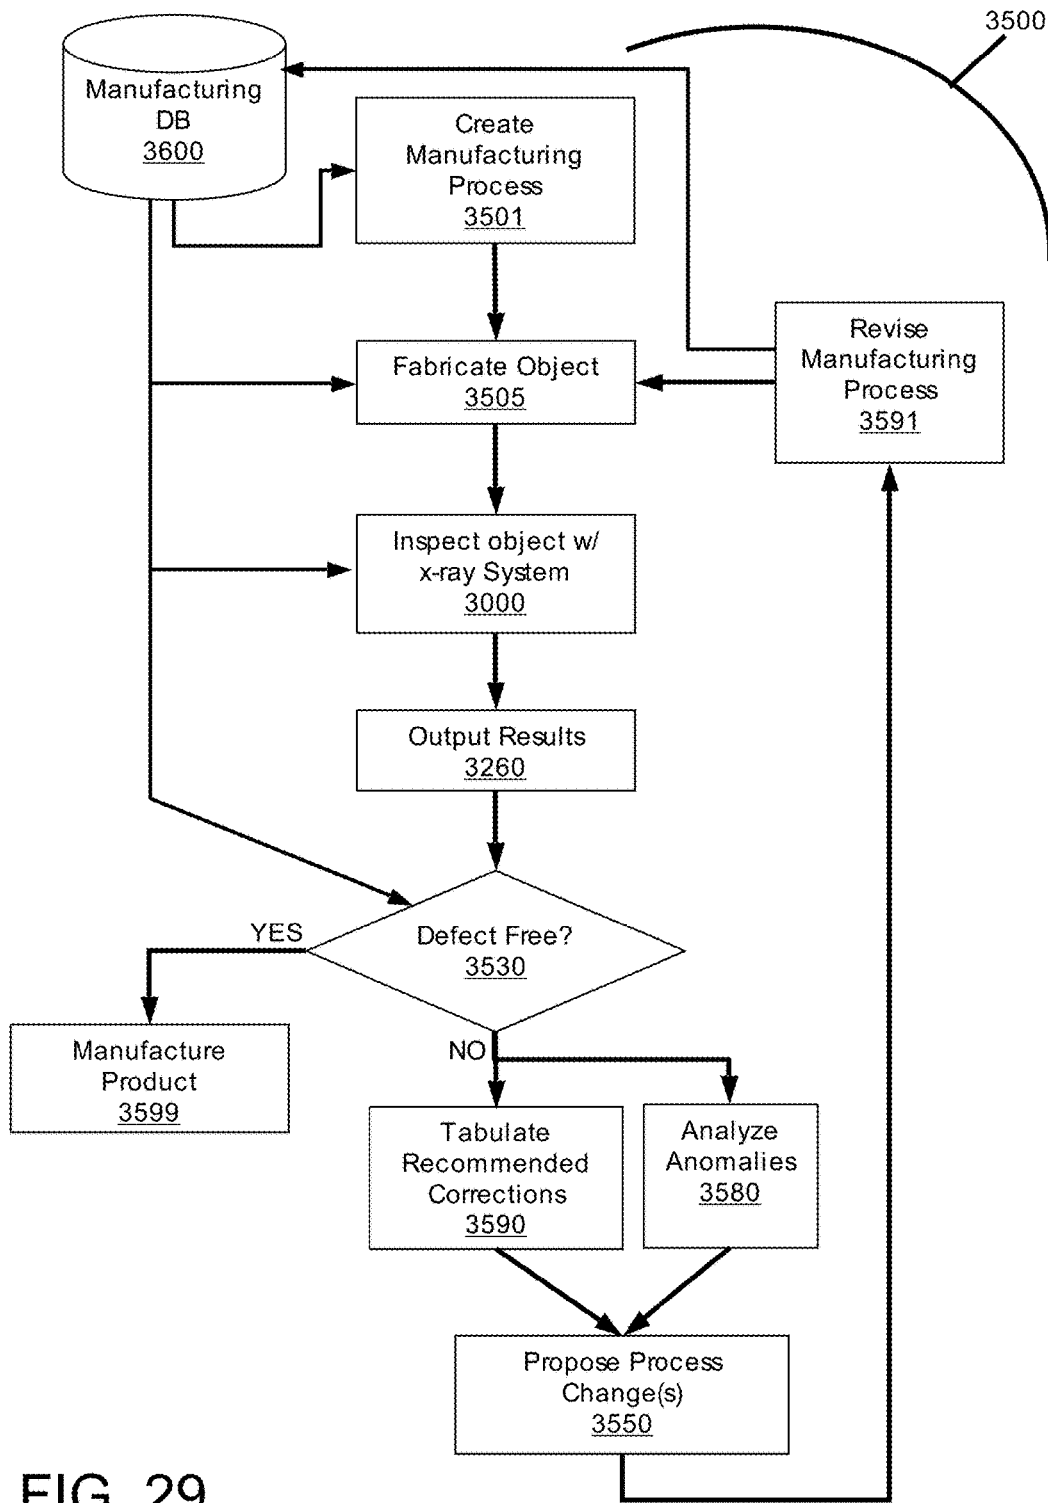 3500
Manufacturing
DB
3600
Create
Manufacturing
Process
3501
Revise
Manufacturing
Process
3591
Fabricate Object
3505
Inspect object w/
x-ray System
3000
Output Results
3260
Defect Free?
3530
YES
NO
Manufacture
Product
3599
Tabulate
Recommended
Corrections
3590
Analyze
Anomalies
3580
Propose Process
Change(s)
3550
FIG. 29